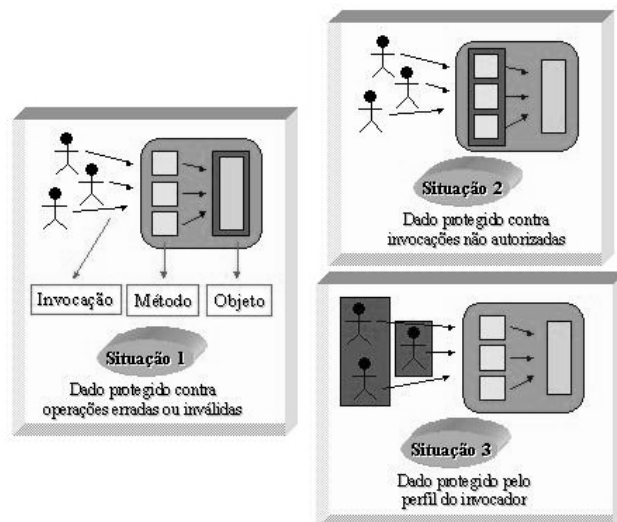 Invocação
Método
Objeto
Situação 1
Dado protegido contra
operações erradas ou inválidas
Situação 2
Dado protegido contra
invocações não autorizadas
Situação 3
Dado protegido pelo
perfil do invocador